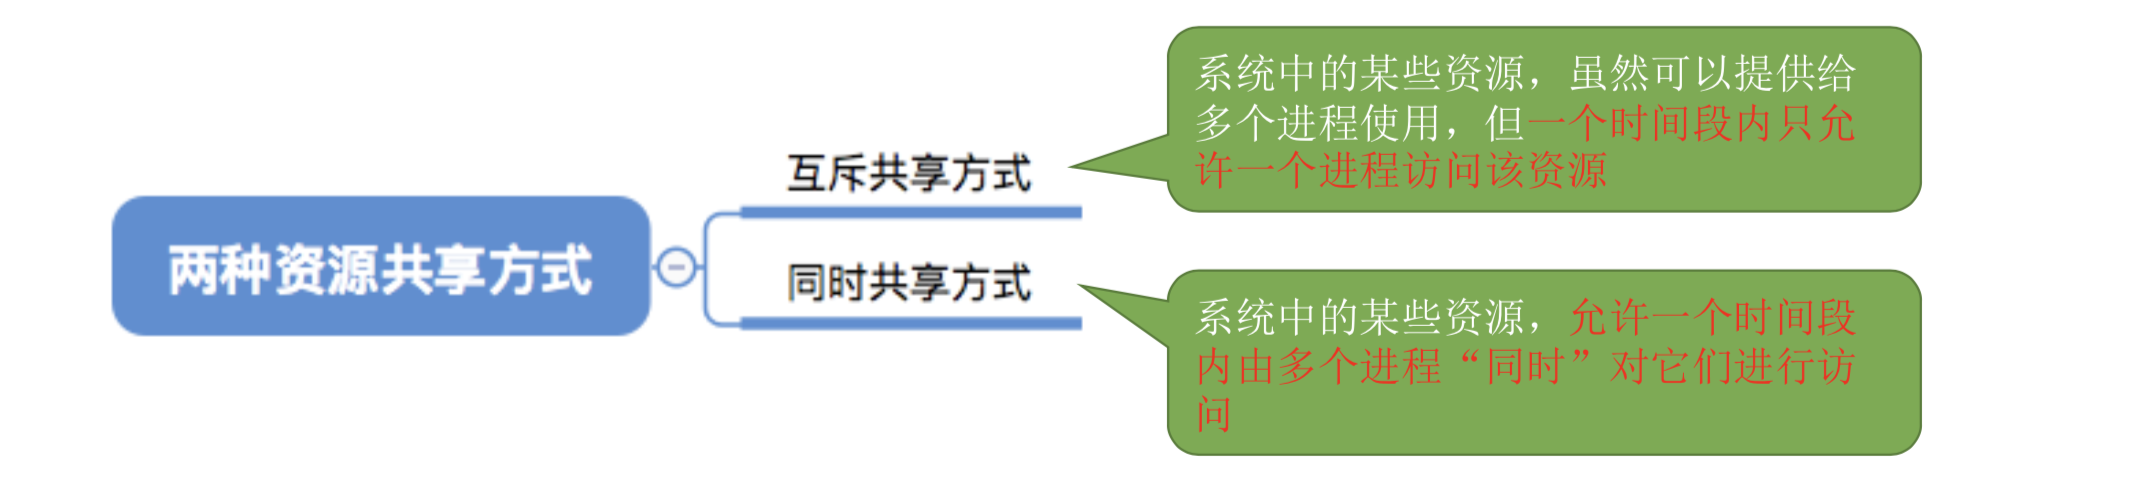 两种资源共享方式
互斥共享方式
系统中的某些资源，虽然可以提供给
多个进程使用，但一个时间段内只允
许一个进程访问该资源
同时共享方式
系统中的某些资源，允许一个时间段
内由多个进程“同时”对它们进行访
问